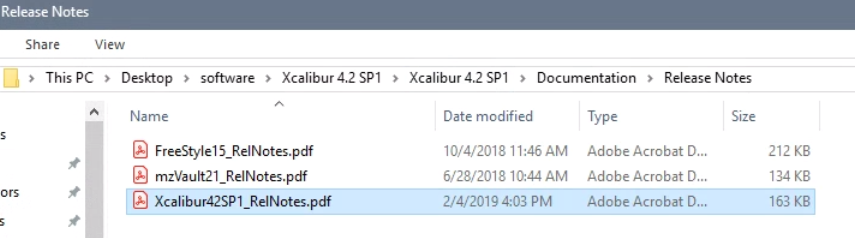 Release Notes
Share View
This PC > Desktop > software > Xcalibur 4.2 SP1 > Xcalibur 4.2 SP1 > Documentation > Release Notes
Name Date modified Type Size
FreeStyle15_RelNotes.pdf 10/4/2018 11:46 AM Adobe Acrobat D... 212 KB
s
mzVault21_RelNotes.pdf 6/28/2018 10:44 AM Adobe Acrobat D... 134 KB
ors
Xcalibur42SP1_RelNotes.pdf 2/4/2019 4:03 PM Adobe Acrobat D... 163 KB
s